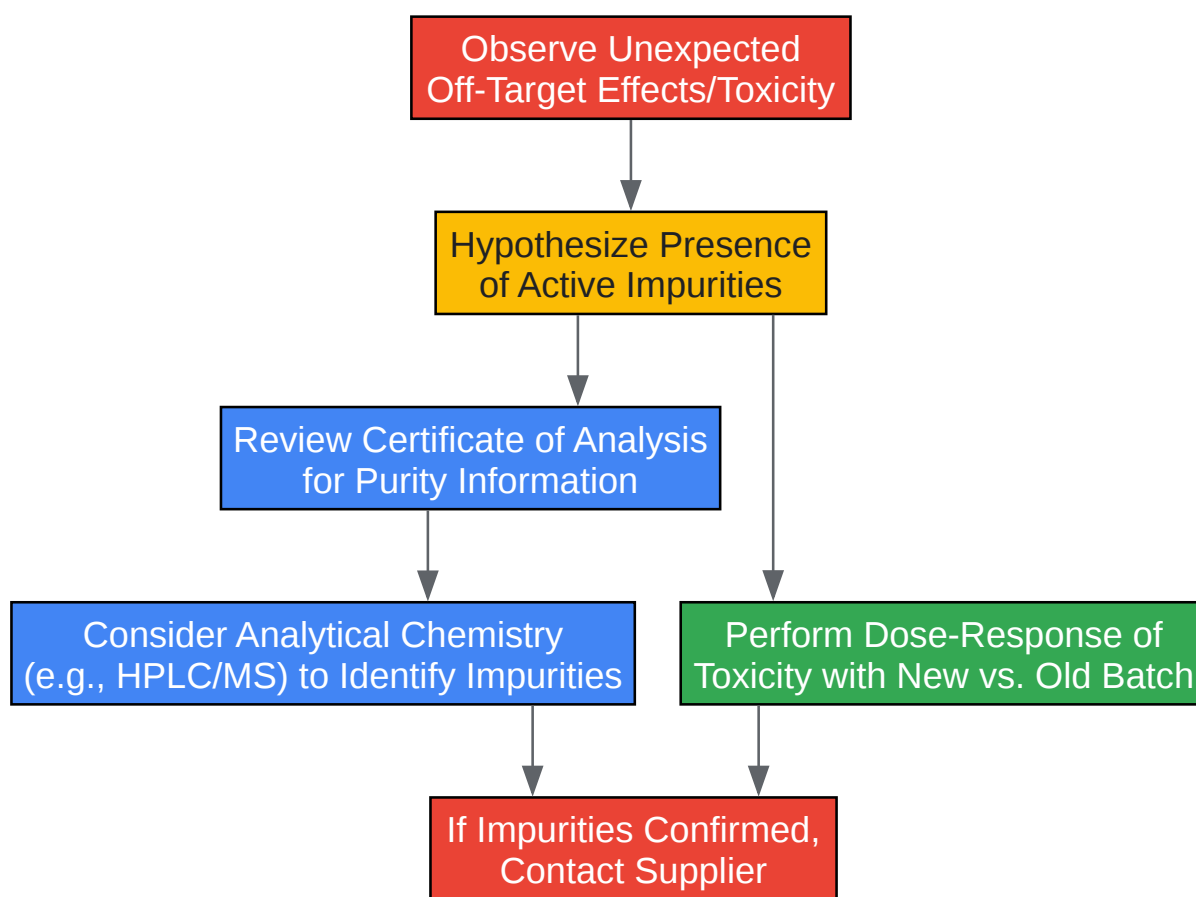 Observe Unexpected
Off-Target Effects/Toxicity
Hypothesize Presence
of Active Impurities
Review Certificate of Analysis
for Purity Information
Consider Analytical Chemistry
(e.g., HPLC/MS) to Identify Impurities
Perform Dose-Response of
Toxicity with New vs. Old Batch
If Impurities Confirmed,
Contact Supplier